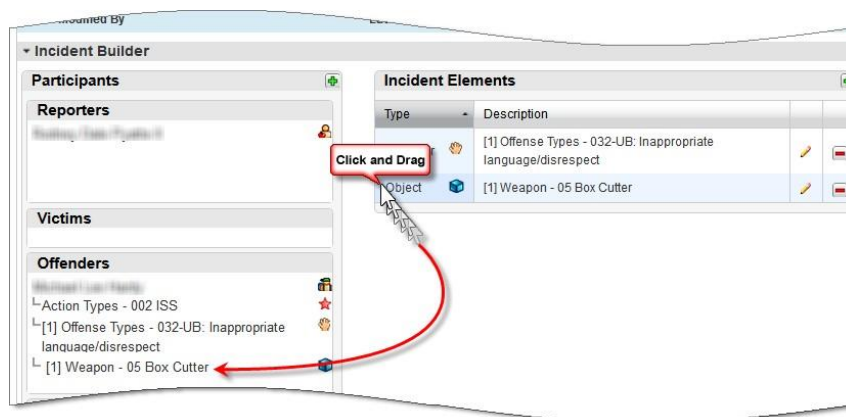 Modified By
Incident Builder
Participants
Incident Elements
Reporters
Type
Description
[1] Offense Types - 032-UB: Inappropriate
language/disrespect
Click and Drag
Object
[1] Weapon - 05 Box Cutter
Victims
Offenders
Action Types - 002 ISS
[1] Offense Types - 032-UB: Inappropriate
language/disrespect
[1] Weapon - 05 Box Cutter